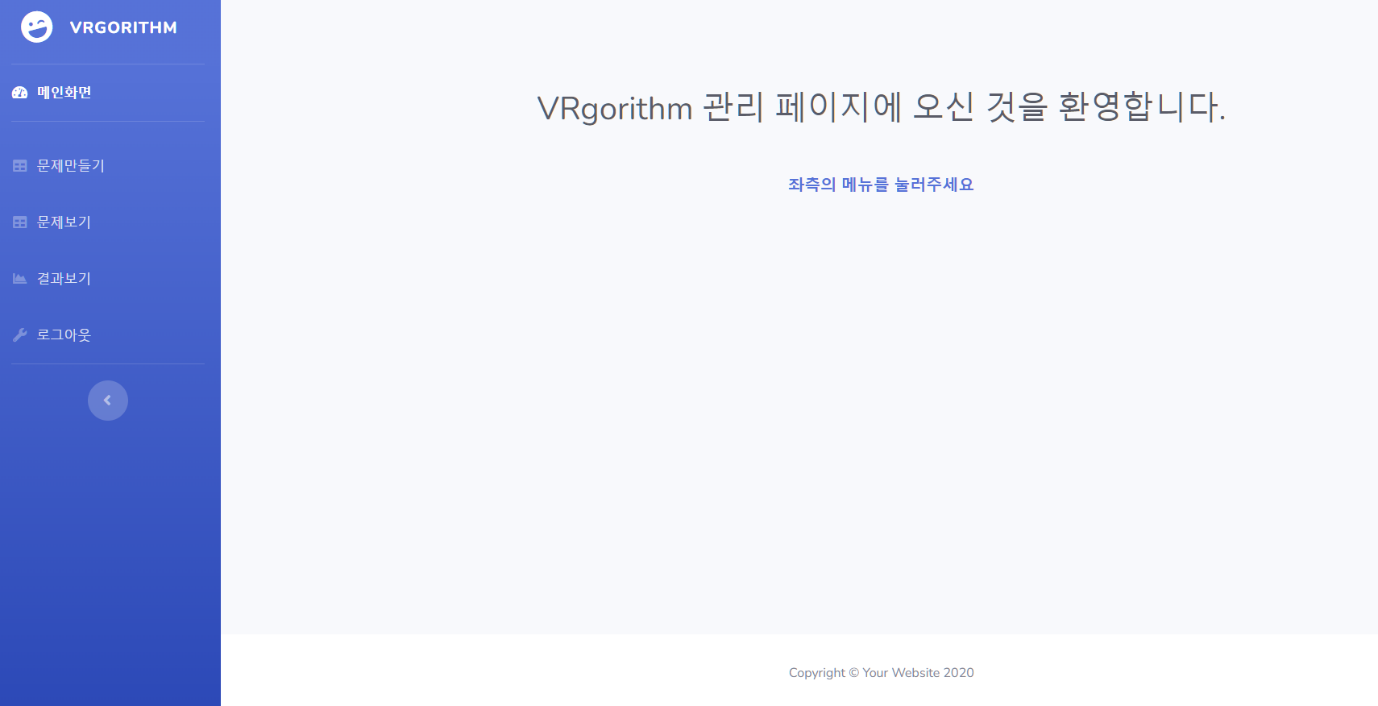 VRGORITHM
메인화면
문제만들기
문제보기
결과보기
로그아웃
VRgorithm 관리 페이지에 오신 것을 환영합니다.
좌측의 메뉴를 눌러주세요
Copyright © Your Website 2020